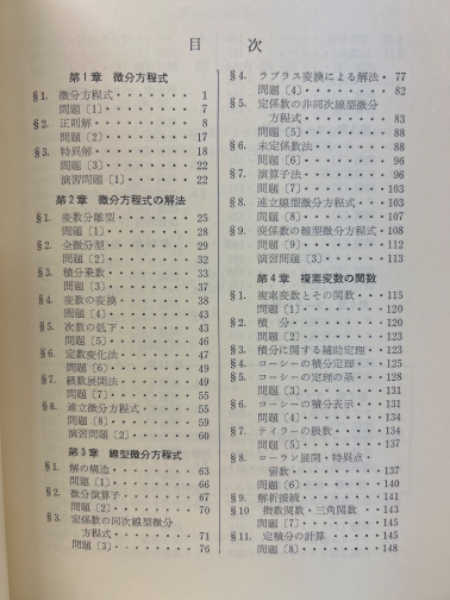 目 次
第1章 微分方程式
§1. 微分方程式・・・・・・・ 1
問題〔1〕・・・・・・・ 7
§2. 正則解・・・・・・・・・ 8
問題〔2〕・・・・・・・ 17
§3. 特異解・・・・・・・・・ 18
問題〔3〕・・・・・・・ 22
演習問題〔1〕・・・・・ 22
第2章 微分方程式の解法
§1. 変数分離型・・・・・・・ 25
問題〔1〕・・・・・・・ 28
§2. 全微分型・・・・・・・・ 29
問題〔2〕・・・・・・・ 32
§3. 積分乗数・・・・・・・・ 33
問題〔3〕・・・・・・・ 37
§4. 変数の変換・・・・・・・ 38
問題〔4〕・・・・・・・ 43
§5. 次数の低下・・・・・・・ 43
問題〔5〕・・・・・・・ 46
§6. 定数変化法・・・・・・・ 47
問題〔6〕・・・・・・・ 49
§7. 級数展開法・・・・・・・ 49
問題〔7〕・・・・・・・ 55
§8. 連立微分方程式・・・・・ 55
問題〔8〕・・・・・・・ 59
演習問題〔2〕・・・・・ 60
第3章 線型微分方程式
§1. 解の構造・・・・・・・・ 63
問題〔1〕・・・・・・・ 66
§2. 微分演算子・・・・・・・ 67
問題〔2〕・・・・・・・ 70
§3. 定係数の同次線型微分
方程式・・・・・・・・ 71
問題〔3〕・・・・・・・ 76
§4. ラプラス変換による解法・ 77
問題〔4〕・・・・・・・ 82
§5. 定係数の非同次線型微分
方程式・・・・・・・・ 83
問題〔5〕・・・・・・・ 88
§6. 未定係数法・・・・・・・ 88
問題〔6〕・・・・・・・ 96
§7. 演算子法・・・・・・・・ 96
問題〔7〕・・・・・・・103
§8. 連立線型微分方程式・・・103
問題〔8〕・・・・・・・107
§9. 変係数の線型微分方程式・108
問題〔9〕・・・・・・・112
演習問題〔3〕・・・・・113
第4章 複素変数の関数
§1. 複素変数とその関数・・・115
問題〔1〕・・・・・・・120
§2. 積 分・・・・・・・・・120
問題〔2〕・・・・・・・123
§3. 積分に関する補助定理・・123
§4. コーシーの積分定理・・・125
§5. コーシーの定理の系・・・128
問題〔3〕・・・・・・・131
§6. コーシーの積分表示・・・131
問題〔4〕・・・・・・・134
§7. テイラーの級数・・・・・134
問題〔5〕・・・・・・・137
§8. ローラン展開・特異点・
留数・・・・・・・・・137
問題〔6〕・・・・・・・140
§9. 解析接続・・・・・・・・141
§10 指数関数・三角関数・・・143
問題〔7〕・・・・・・・145
§11. 定積分の計算・・・・・・145
問題〔8〕・・・・・・・148